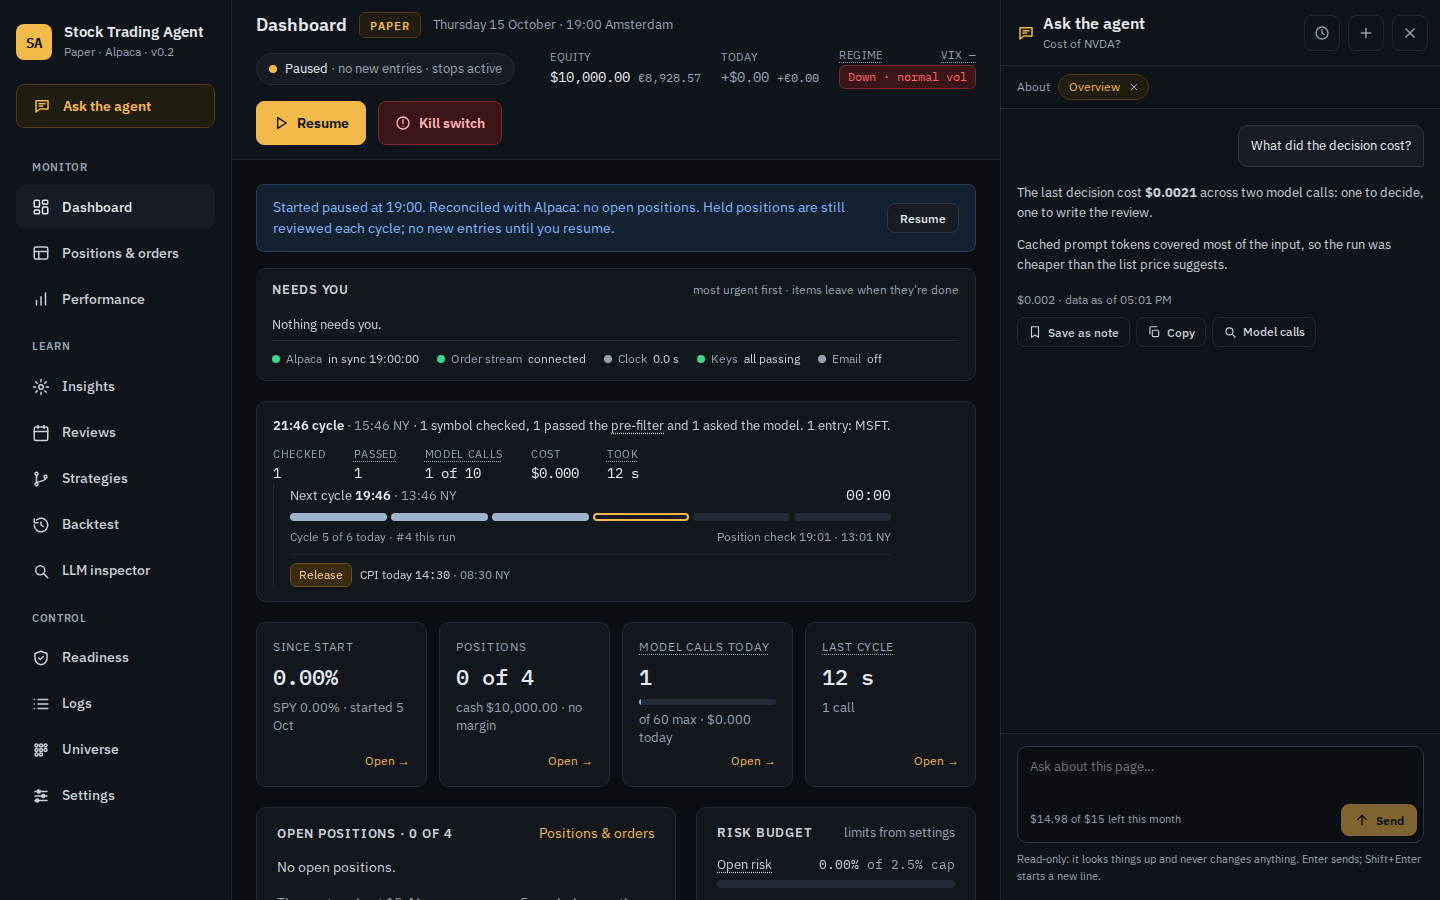 SA
Stock Trading Agent
Paper · Alpaca · v0.2
Ask the agent
MONITOR
Dashboard
Positions & orders
Performance
LEARN
Insights
Reviews
Strategies
Backtest
LLM inspector
CONTROL
Readiness
Logs
Universe
Settings
Dashboard PAPER Thursday 15 October · 19:00 Amsterdam
Paused · no new entries · stops active
EQUITY
$10,000.00 €8,928.57
TODAY
+$0.00 +€0.00
REGIME VIX —
Down · normal vol
Resume
Kill switch
Started paused at 19:00. Reconciled with Alpaca: no open positions. Held positions are still
reviewed each cycle; no new entries until you resume.
Resume
NEEDS YOU
most urgent first · items leave when they're done
Nothing needs you.
Alpaca in sync 19:00:00 Order stream connected Clock 0.0 s Keys all passing Email off
21:46 cycle · 15:46 NY · 1 symbol checked, 1 passed the pre-filter and 1 asked the model. 1 entry: MSFT.
CHECKED PASSED MODEL CALLS COST TOOK
1 1 1 of 10 $0.000 12 s
Next cycle 19:46 · 13:46 NY 00:00
Cycle 5 of 6 today · #4 this run Position check 19:01 · 13:01 NY
Release CPI today 14:30 · 08:30 NY
SINCE START
0.00%
SPY 0.00% · started 5
Oct
Open →
POSITIONS
0 of 4
cash $10,000.00 · no
margin
Open →
MODEL CALLS TODAY
1
of 60 max · $0.000
today
Open →
LAST CYCLE
12 s
1 call
Open →
OPEN POSITIONS · 0 OF 4 Positions & orders
No open positions.
RISK BUDGET limits from settings
Open risk 0.00% of 2.5% cap
Ask the agent
Cost of NVDA?
About Overview
What did the decision cost?
The last decision cost $0.0021 across two model calls: one to decide,
one to write the review.
Cached prompt tokens covered most of the input, so the run was
cheaper than the list price suggests.
$0.002 · data as of 05:01 PM
Save as note Copy Model calls
Ask about this page...
$14.98 of $15 left this month
Send
Read-only: it looks things up and never changes anything. Enter sends; Shift+Enter
starts a new line.